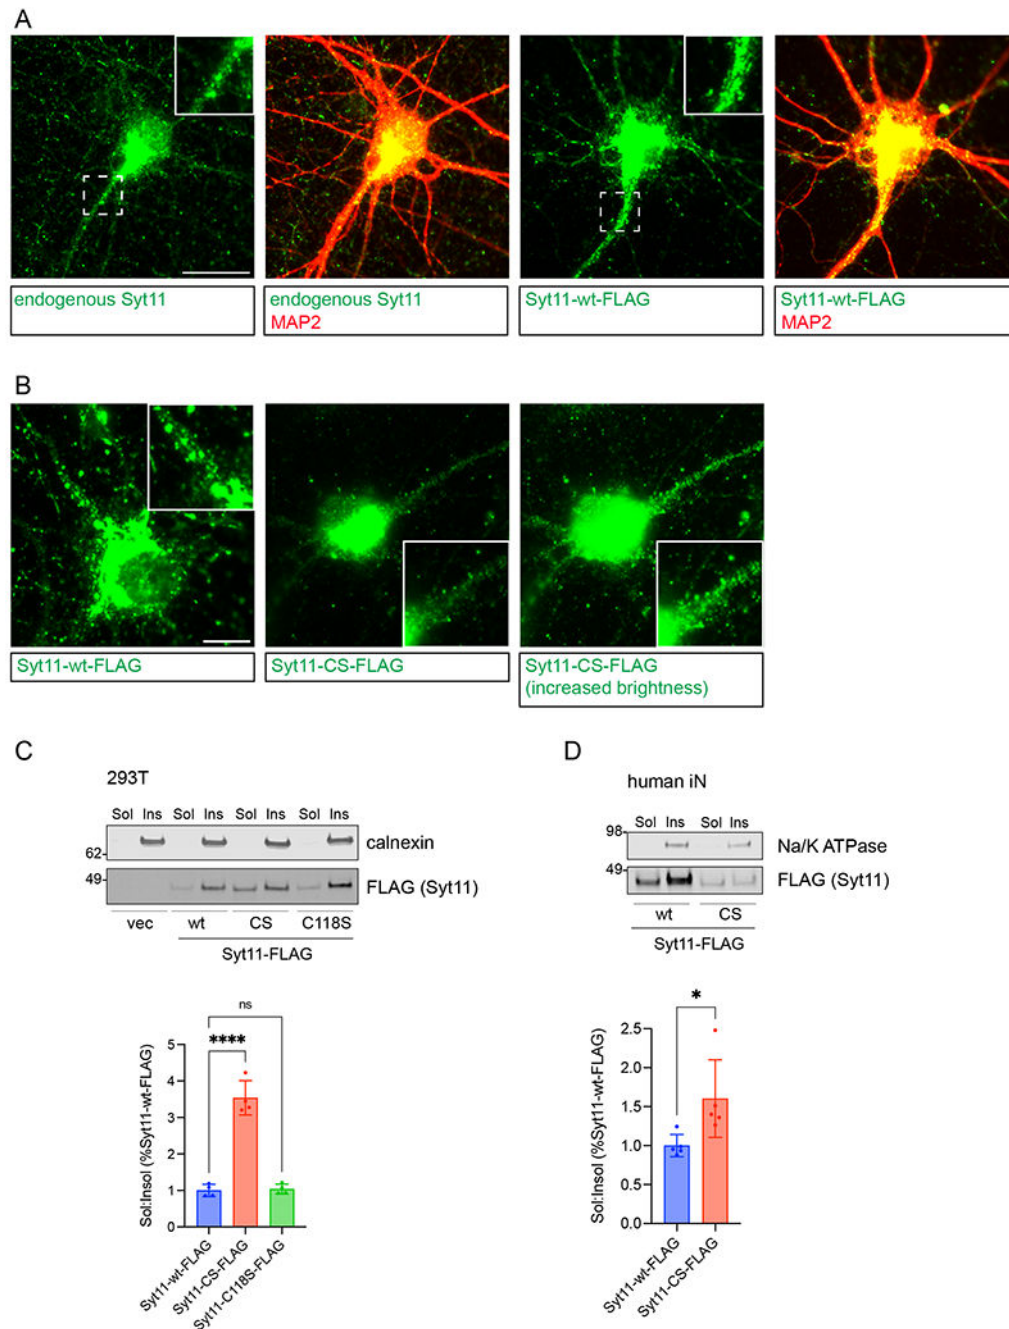 A
endogenous Syt11
endogenous Syt11
MAP2
Syt11-wt-FLAG
Syt11-wt-FLAG
MAP2
B
Syt11-wt-FLAG
Syt11-CS-FLAG
Syt11-CS-FLAG
(increased brightness)
C
293T
Sol Ins Sol Ins Sol Ins Sol Ins
62
calnexin
49
FLAG (Syt11)
vec wt CS C118S
Syt11-FLAG
ns
****
Sol:Insol (%Syt11-wt-FLAG)
5
4
3
2
1
0
Syt11-wt-FLAG
Syt11-CS-FLAG
Syt11-C118S-FLAG
D
human iN
Sol Ins Sol Ins
98
Na/K ATPase
49
FLAG (Syt11)
wt CS
Syt11-FLAG
*
Sol:Insol (%Syt11-wt-FLAG)
2.5
2.0
1.5
1.0
0.5
0.0
Syt11-wt-FLAG
Syt11-CS-FLAG